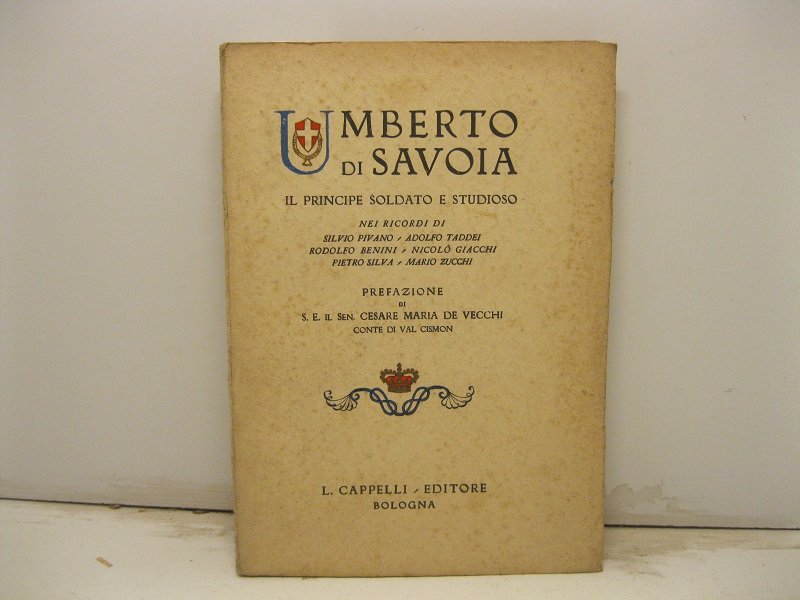 UMBERTO
DI SAVOIA
IL PRINCIPE SOLDATO E STUDIOSO
NEI RICORDI DI
SILVIO PIVANO / ADOLFO TADDEI
RODOLFO BENINI / NICOLÒ GIACCHI
PIETRO SILVA / MARIO ZUCCHI
PREFAZIONE
DI
S. E. IL SEN. CESARE MARIA DE VECCHI
CONTE DI VAL CISMON
L. CAPPELLI / EDITORE
BOLOGNA